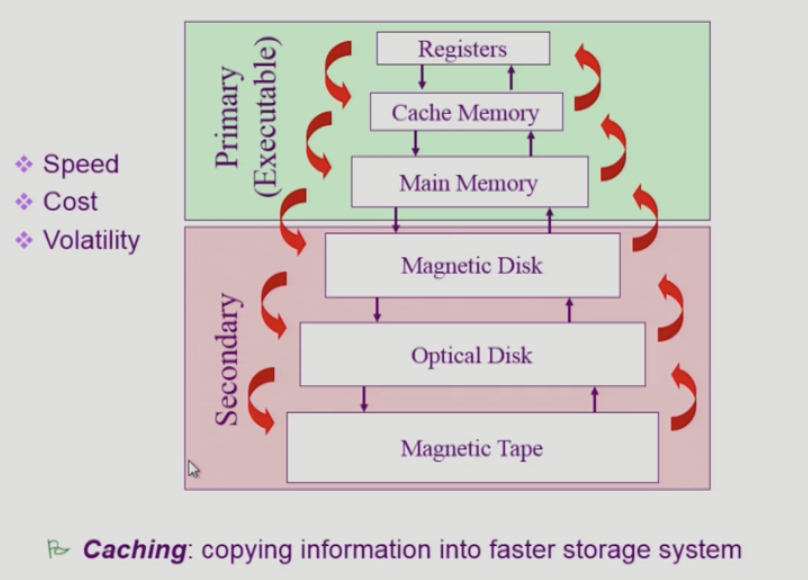 Primary
(Executable)
Registers
Cache Memory
Main Memory
Speed
Cost
Volatility
Secondary
Magnetic Disk
Optical Disk
Magnetic Tape
Caching: copying information into faster storage system